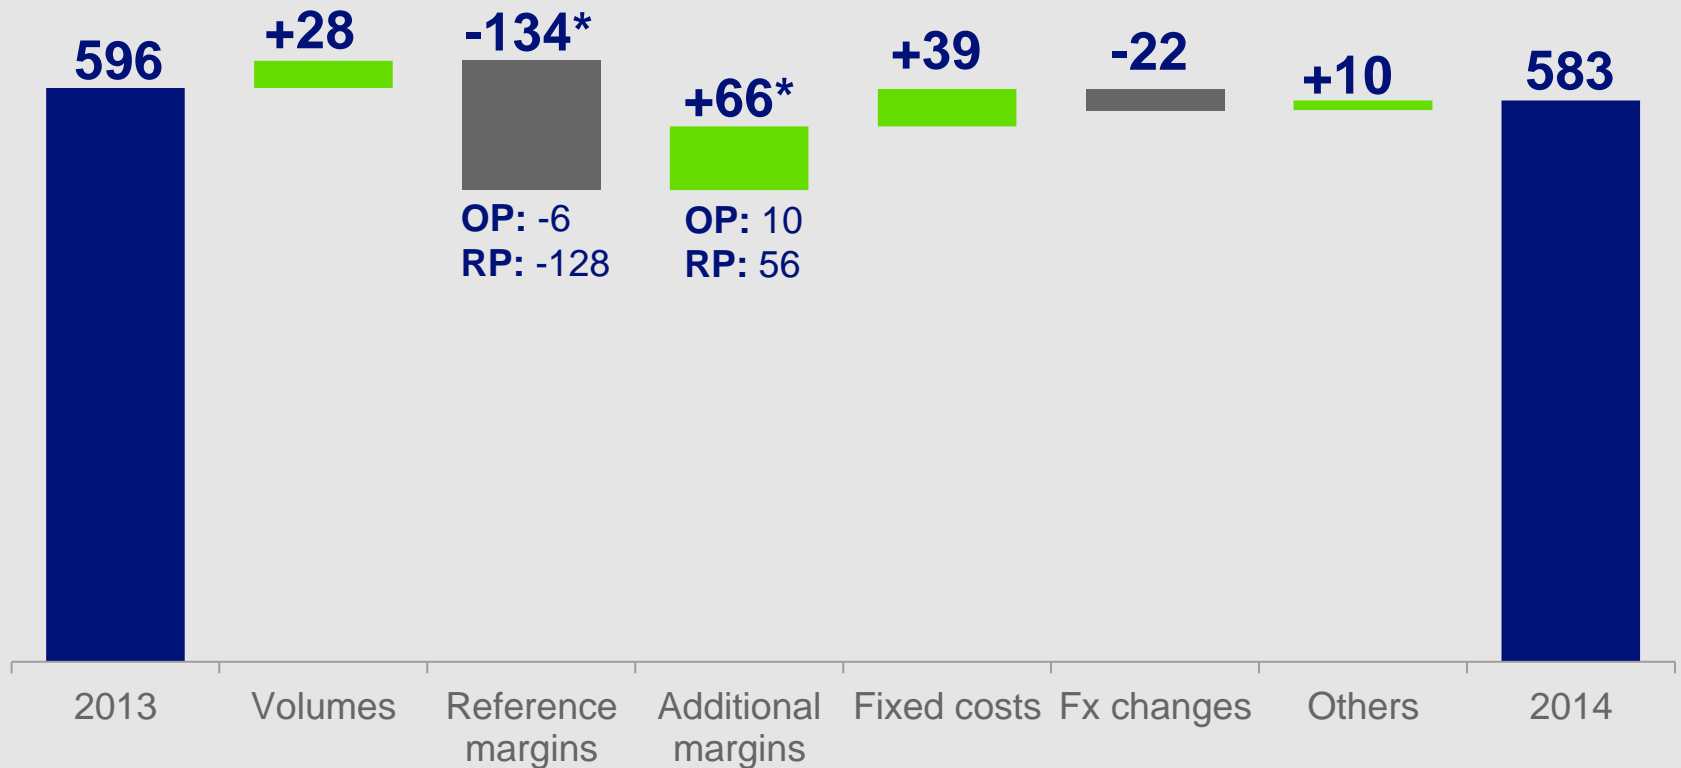 596
+28
-134*
+66*
+39
-22
+10
583
OP: -6
RP: -128
OP: 10
RP: 56
2013
Volumes
Reference
margins
Additional
margins
Fixed costs
Fx changes
Others
2014